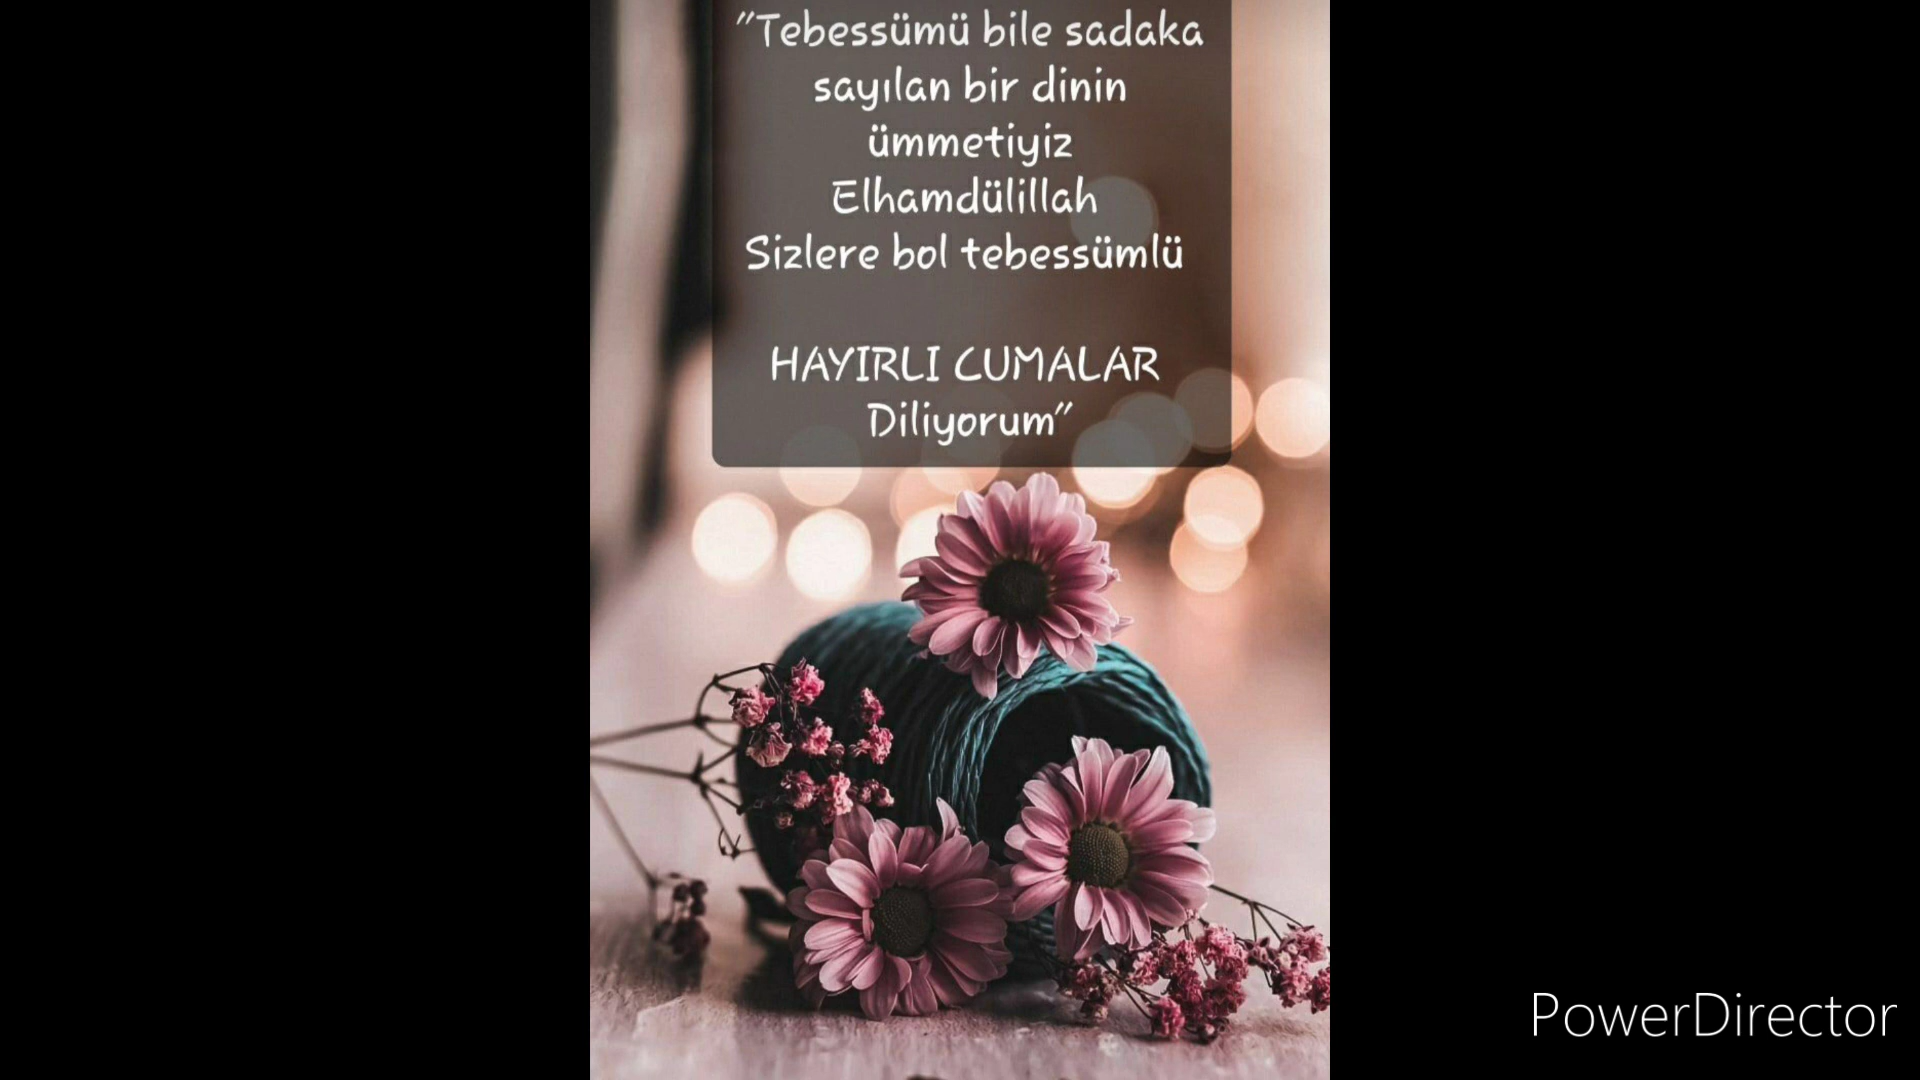 "Tebessümü bile sadaka
sayılan bir dinin
ümmetiyiz
Elhamdülillah
Sizlere bol tebessümlü
HAYIRLI CUMALAR
Diliyorum"
PowerDirector